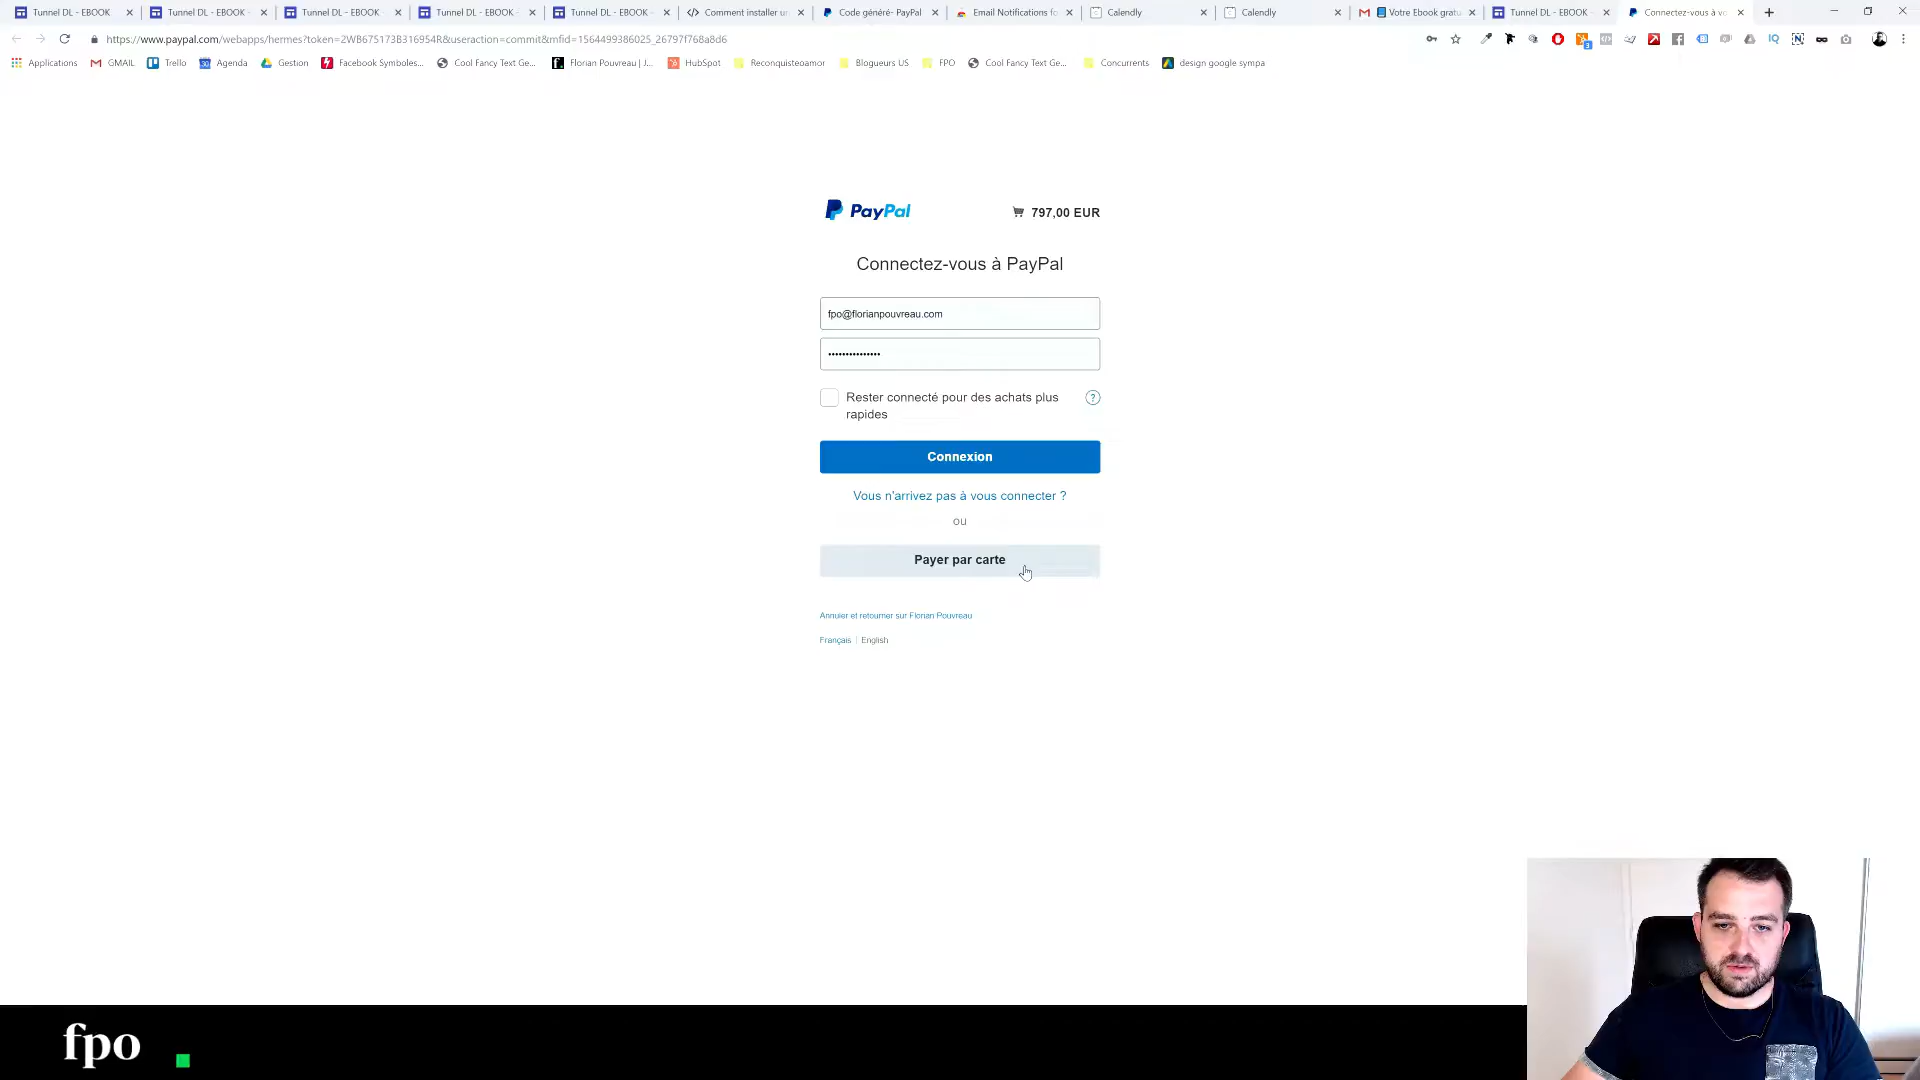 Tunnel DL - EBOOK
Tunnel DL - EBOOK -
Tunnel DL - EBOOK
Tunnel DL - EBOOK -
Tunnel DL - EBOOK -
Comment installer un
Code généré- PayPal
Email Notifications fo
Calendly
Calendly
Votre Ebook gratu
Tunnel DL - EBOOK -
Connectez-vous à vo
https://www.paypal.com/webapps/hermes?token=2WB675173B316954R&useraction=commit&mfid=1564499386025_26797f768a8d6
Applications
GMAIL
Trello
Agenda
Gestion
Facebook Symboles...
Cool Fancy Text Ge...
Florian Pouvreau | J...
HubSpot
Reconquisteoamor
Blogueurs US
FPO
Cool Fancy Text Ge...
Concurrents
design google sympa
PayPal
797,00 EUR
Connectez-vous à PayPal
fpo@florianpouvreau.com
•••••••••••••••
Rester connecté pour des achats plus
rapides
?
Connexion
Vous n'arrivez pas à vous connecter ?
ou
Payer par carte
Annuler et retourner sur Florian Pouvreau
Français | English
fpo